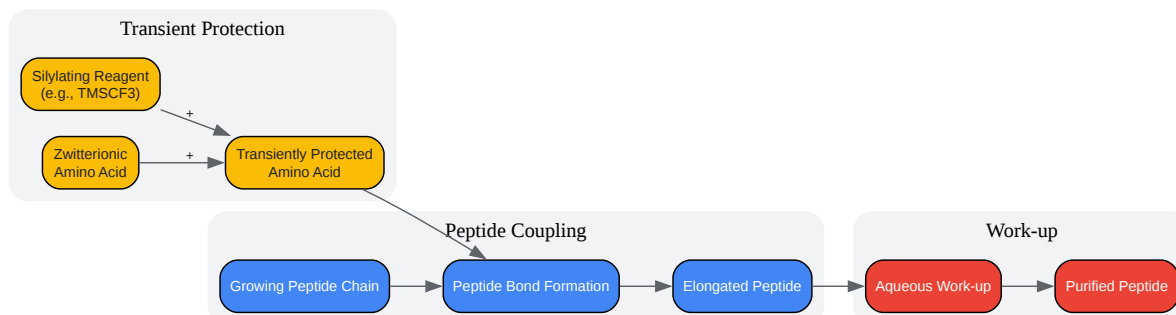 Transient Protection
Silylating Reagent
(e.g., TMSCF3)
+
Zwitterionic
Amino Acid
+
Transiently Protected
Amino Acid
Peptide Coupling
Growing Peptide Chain
Peptide Bond Formation
Elongated Peptide
Work-up
Aqueous Work-up
Purified Peptide